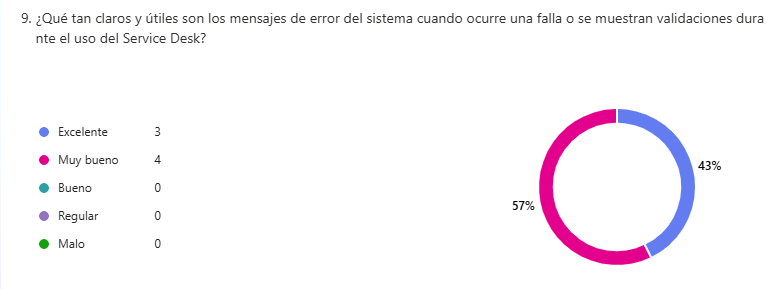 9. ¿Qué tan claros y útiles son los mensajes de error del sistema cuando ocurre una falla o se muestran validaciones dura
nte el uso del Service Desk?
Excelente 3
Muy bueno 4
Bueno 0
Regular 0
Malo 0
43%
57%